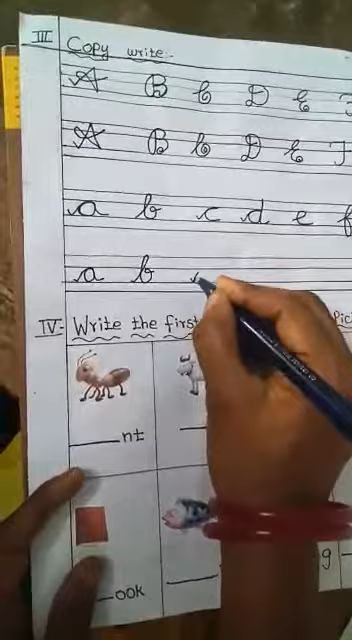 III Copy write:-
A B C D E F
A B C D E F
a b c d e f
a b
IV:- Write the first
nt
ook
g